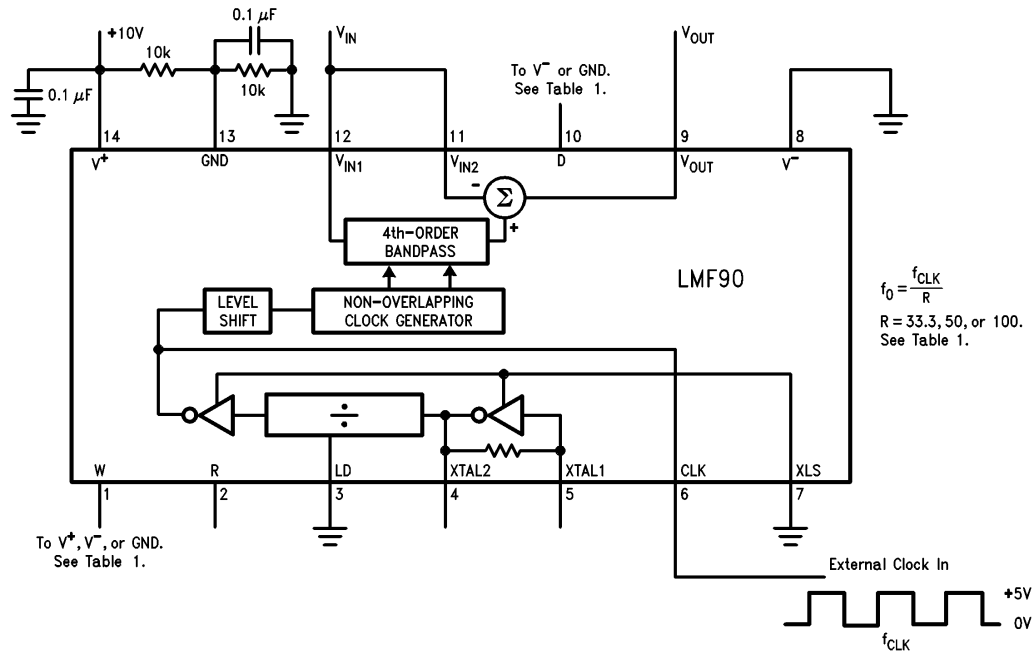 +10V
0.1 μF
10k
0.1 μF
10k
V_IN
V_OUT
To V⁻ or GND.
See Table 1.
14
13
12
11
10
9
8
V⁺
GND
V_IN1
V_IN2
D
V_OUT
V⁻
-
Σ
+
4th-ORDER
BANDPASS
LMF90
LEVEL
SHIFT
NON-OVERLAPPING
CLOCK GENERATOR
f₀ = f_CLK / R
R = 33.3, 50, or 100.
See Table 1.
÷
W
R
LD
XTAL2
XTAL1
CLK
XLS
1
2
3
4
5
6
7
To V⁺, V⁻, or GND.
See Table 1.
External Clock In
+5V
0V
f_CLK